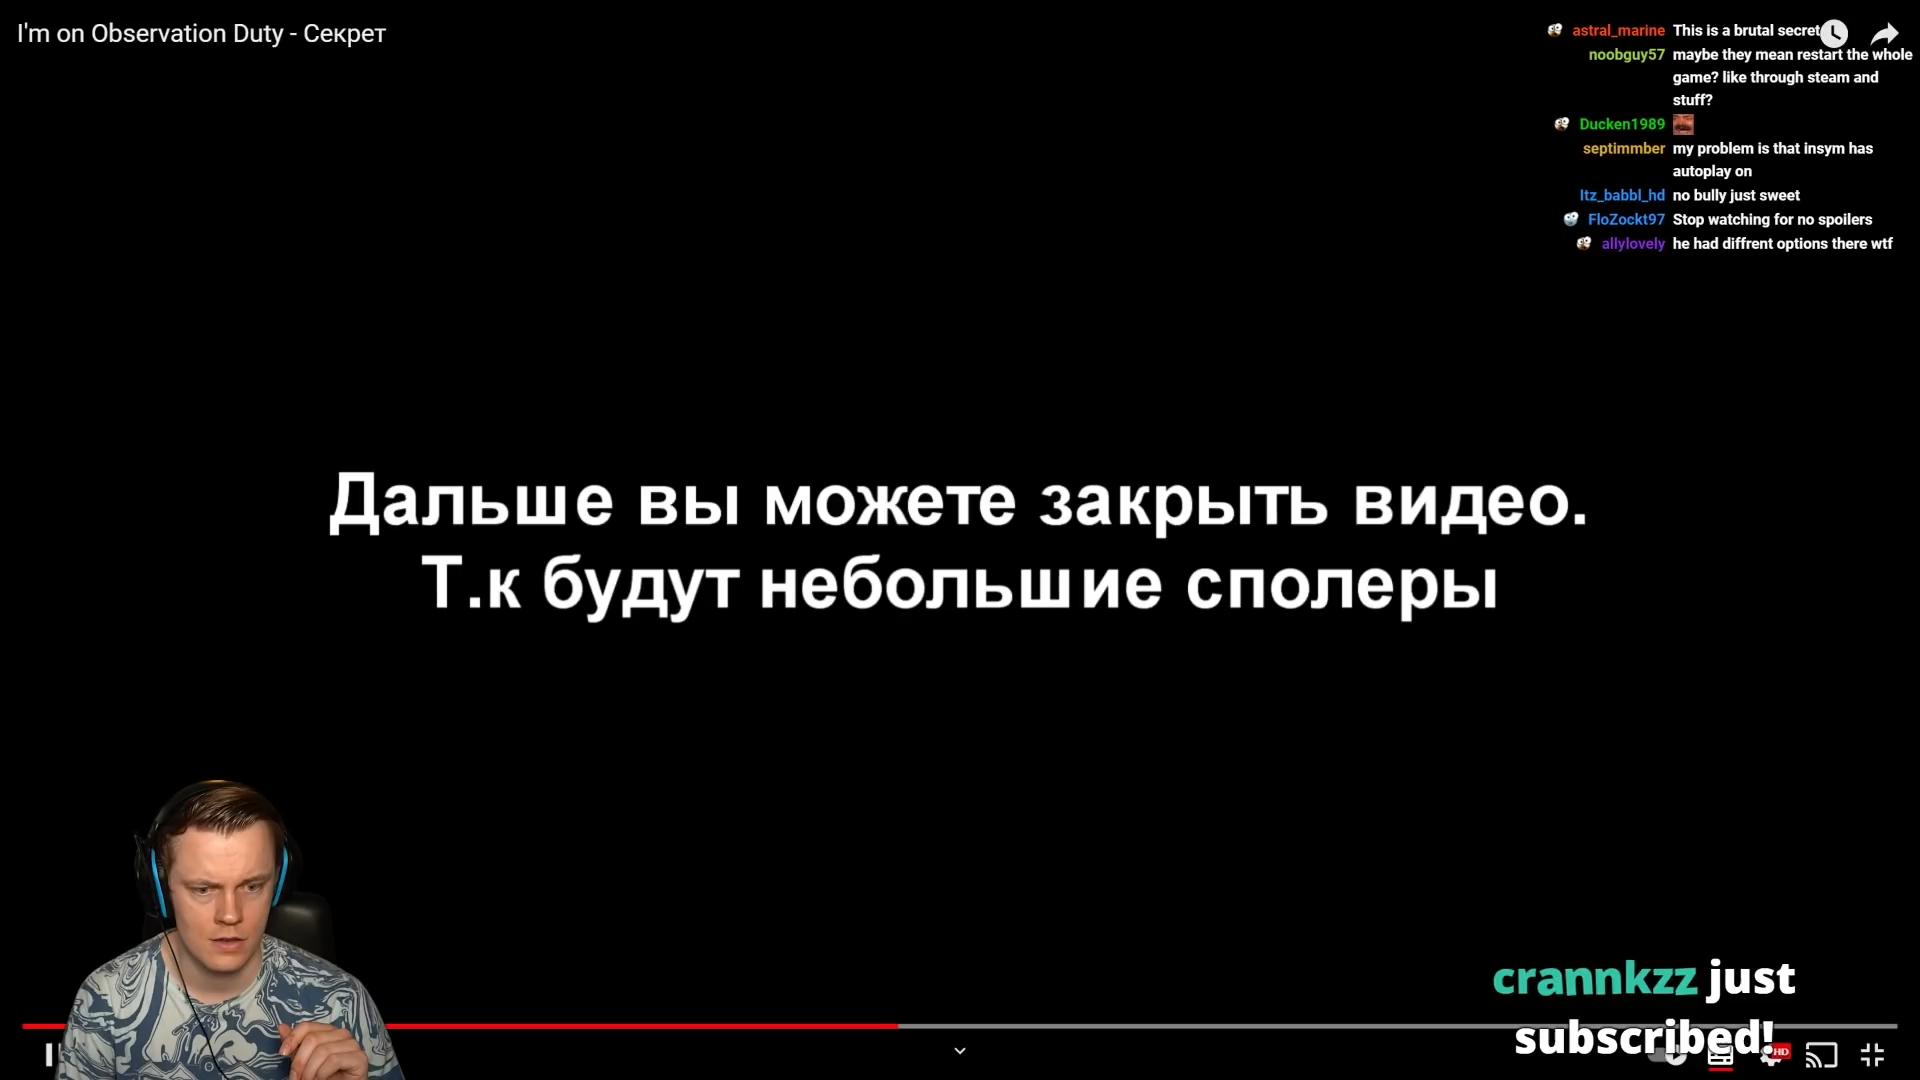 I'm on Observation Duty - Секрет
astral_marine This is a brutal secret
noobguy57 maybe they mean restart the whole
game? like through steam and
stuff?
Ducken1989
septimmber my problem is that insym has
autoplay on
Itz_babbl_hd no bully just sweet
FloZockt97 Stop watching for no spoilers
allylovely he had diffrent options there wtf
Дальше вы можете закрыть видео.
Т.к будут небольшие сполеры
crannkzz just
subscribed!
HD